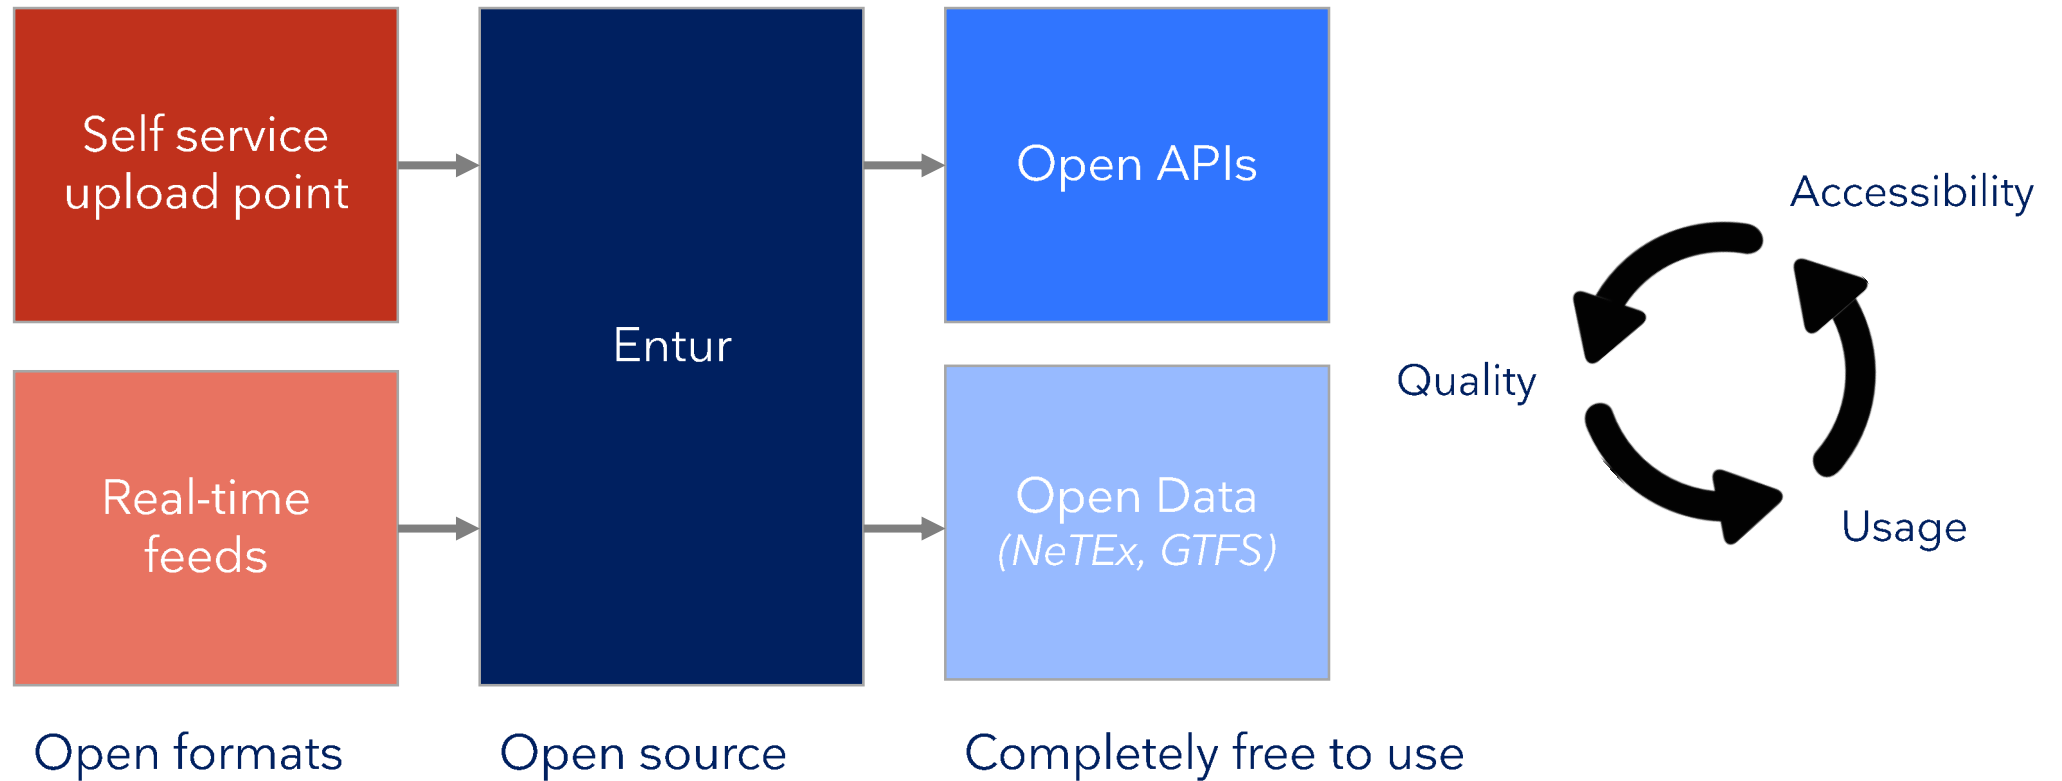 Self service
upload point
Real-time
feeds
Open formats
Entur
Open source
Open APIs
Open Data
(NeTEx, GTFS)
Completely free to use
Accessibility
Quality
Usage